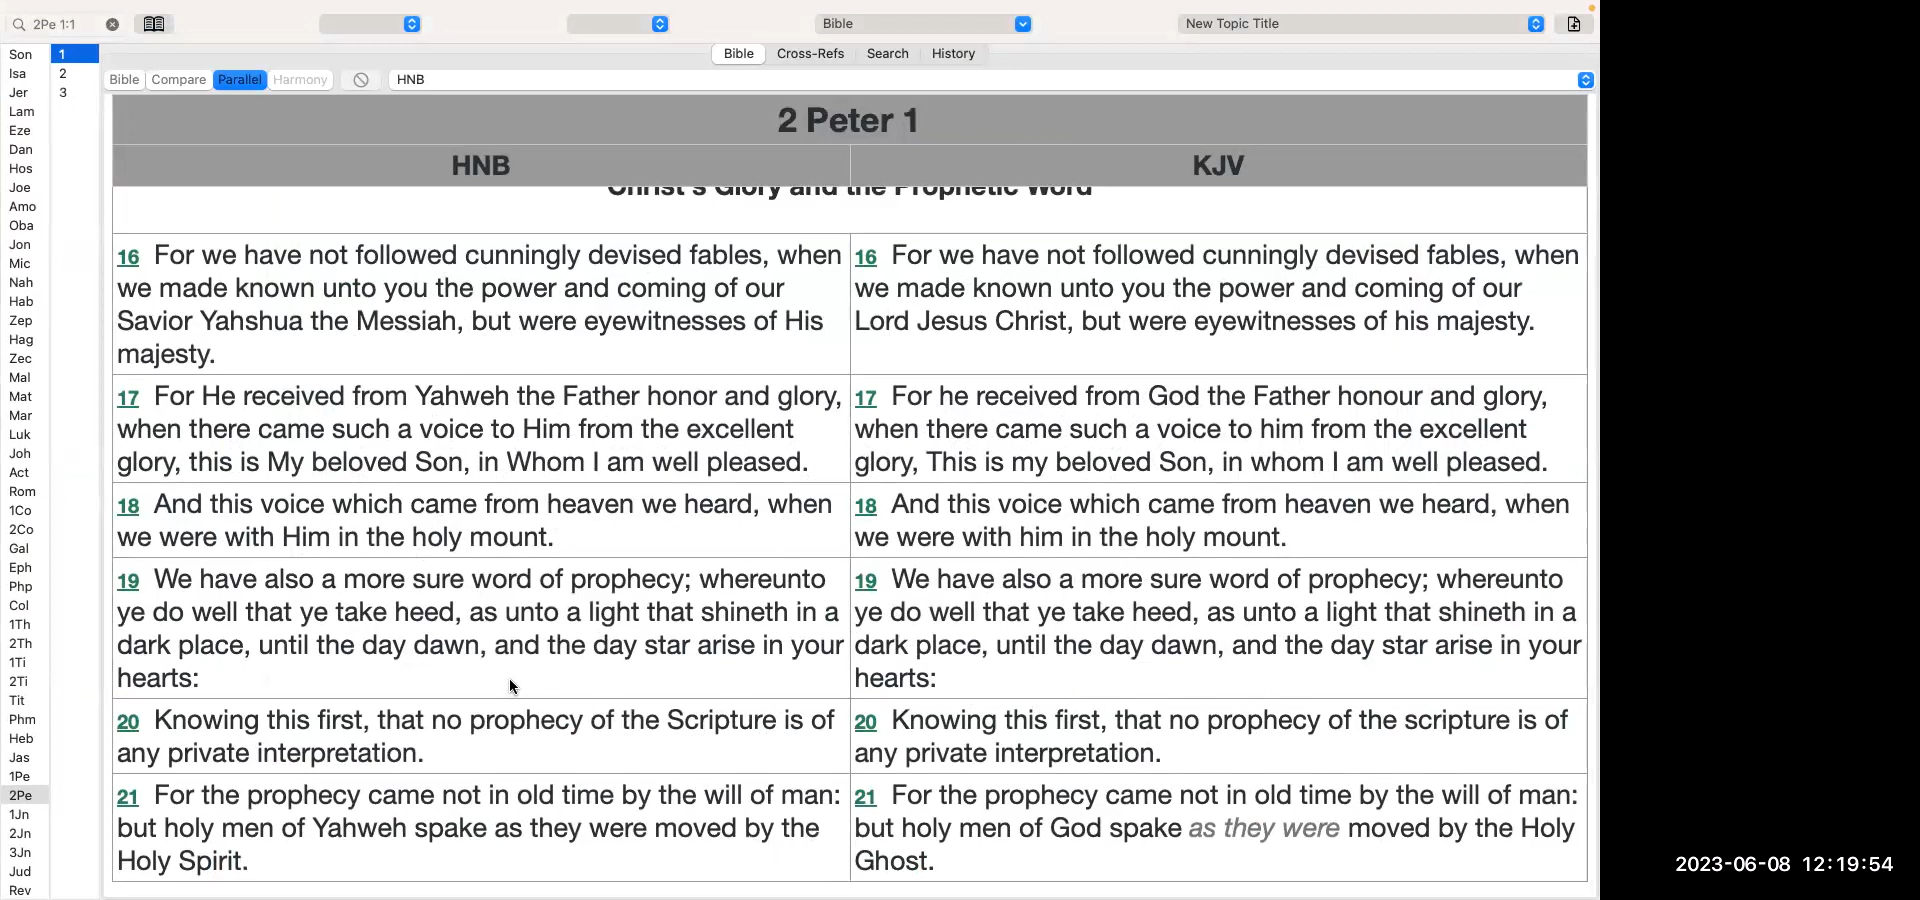 2Pe 1:1
Bible
New Topic Title
Bible Cross-Refs Search History
Bible Compare Parallel Harmony
HNB
Son
Isa
Jer
Lam
Eze
Dan
Hos
Joe
Amo
Oba
Jon
Mic
Nah
Hab
Zep
Hag
Zec
Mal
Mat
Mar
Luk
Joh
Act
Rom
1Co
2Co
Gal
Eph
Php
Col
1Th
2Th
1Ti
2Ti
Tit
Phm
Heb
Jas
1Pe
2Pe
1Jn
2Jn
3Jn
Jud
Rev
1
2
3
2 Peter 1
HNB
KJV
Christ's Glory and the Prophetic Word
16 For we have not followed cunningly devised fables, when
we made known unto you the power and coming of our
Savior Yahshua the Messiah, but were eyewitnesses of His
majesty.
16 For we have not followed cunningly devised fables, when
we made known unto you the power and coming of our
Lord Jesus Christ, but were eyewitnesses of his majesty.
17 For He received from Yahweh the Father honor and glory,
when there came such a voice to Him from the excellent
glory, this is My beloved Son, in Whom I am well pleased.
17 For he received from God the Father honour and glory,
when there came such a voice to him from the excellent
glory, This is my beloved Son, in whom I am well pleased.
18 And this voice which came from heaven we heard, when
we were with Him in the holy mount.
18 And this voice which came from heaven we heard, when
we were with him in the holy mount.
19 We have also a more sure word of prophecy; whereunto
ye do well that ye take heed, as unto a light that shineth in a
dark place, until the day dawn, and the day star arise in your
hearts:
19 We have also a more sure word of prophecy; whereunto
ye do well that ye take heed, as unto a light that shineth in a
dark place, until the day dawn, and the day star arise in your
hearts:
20 Knowing this first, that no prophecy of the Scripture is of
any private interpretation.
20 Knowing this first, that no prophecy of the scripture is of
any private interpretation.
21 For the prophecy came not in old time by the will of man:
but holy men of Yahweh spake as they were moved by the
Holy Spirit.
21 For the prophecy came not in old time by the will of man:
but holy men of God spake as they were moved by the Holy
Ghost.
2023-06-08 12:19:54